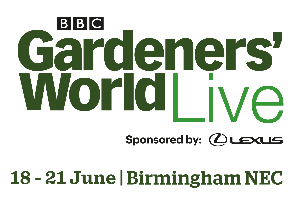 BBC
Gardeners'
World Live
Sponsored by: LEXUS
18 - 21 June | Birmingham NEC